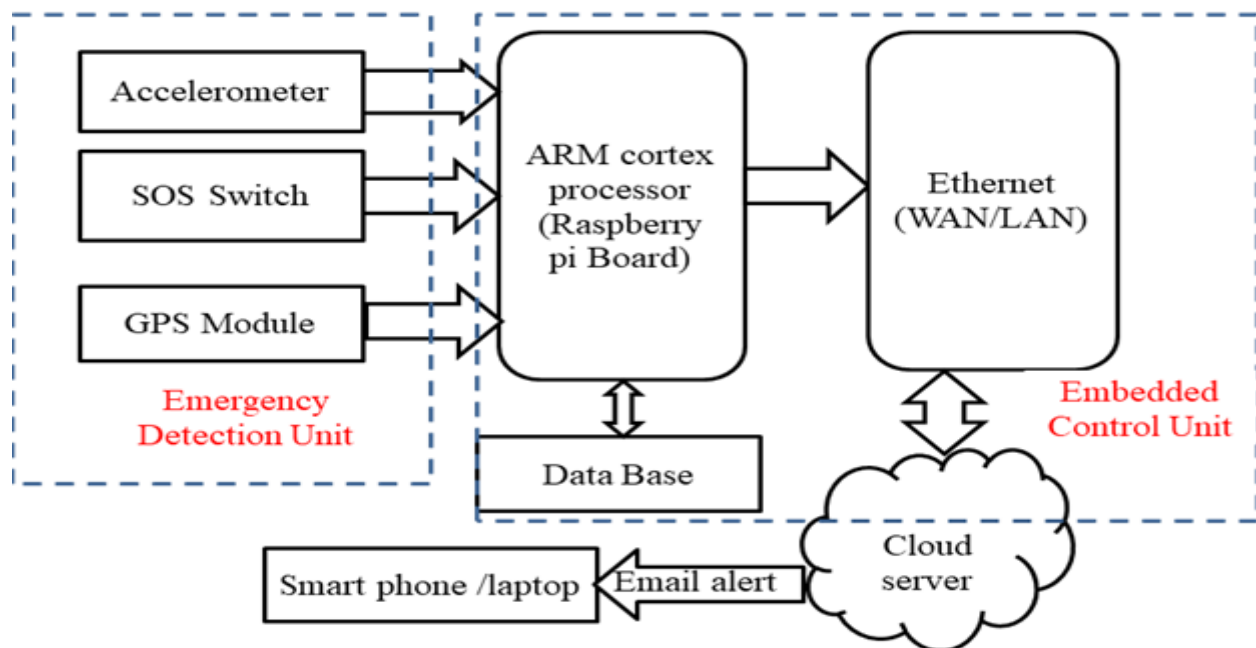 Accelerometer
SOS Switch
GPS Module
Emergency
Detection Unit
ARM cortex
processor
(Raspberry
pi Board)
Ethernet
(WAN/LAN)
Embedded
Control Unit
Data Base
Cloud
server
Email alert
Smart phone /laptop